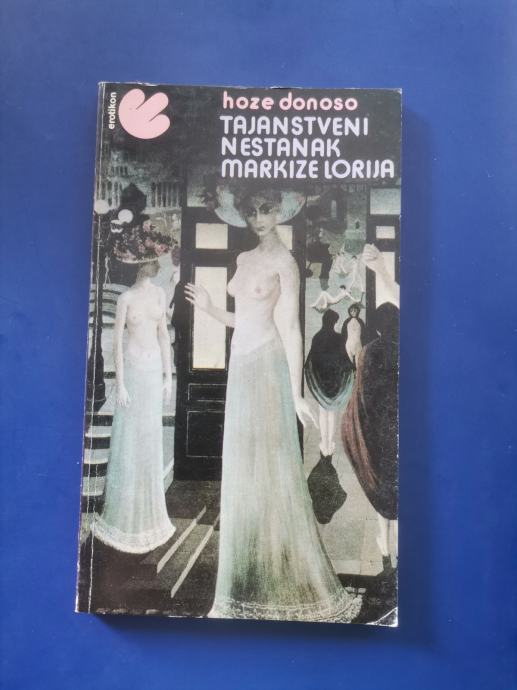 erotikon
hoze donoso
TAJANSTVENI
NESTANAK
MARKIZE LORIJA